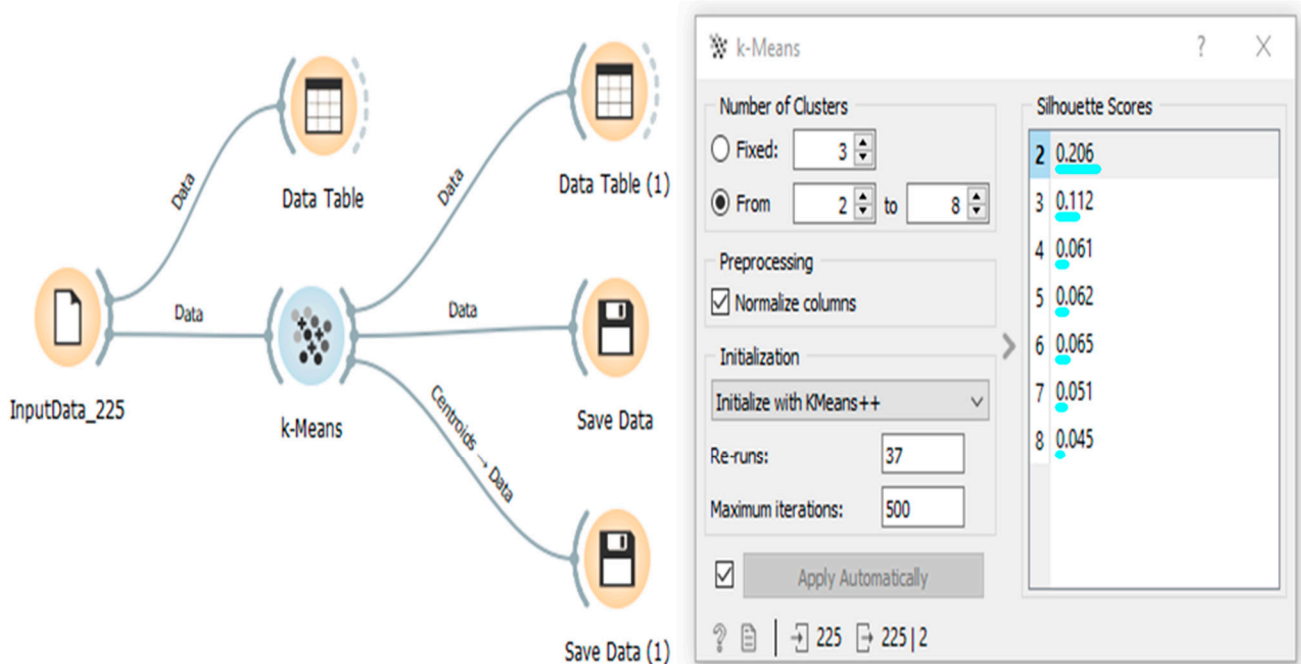 Data
Data Table
Data
Data Table (1)
InputData_225
Data
k-Means
Data
Save Data
Centroids → Data
Save Data (1)
k-Means
?
Number of Clusters
Fixed: 3
From 2 to 8
Preprocessing
Normalize columns
Initialization
Initialize with KMeans++
Re-runs: 37
Maximum iterations: 500
Apply Automatically
? 225 225 | 2
Silhouette Scores
2 0.206
3 0.112
4 0.061
5 0.062
6 0.065
7 0.051
8 0.045